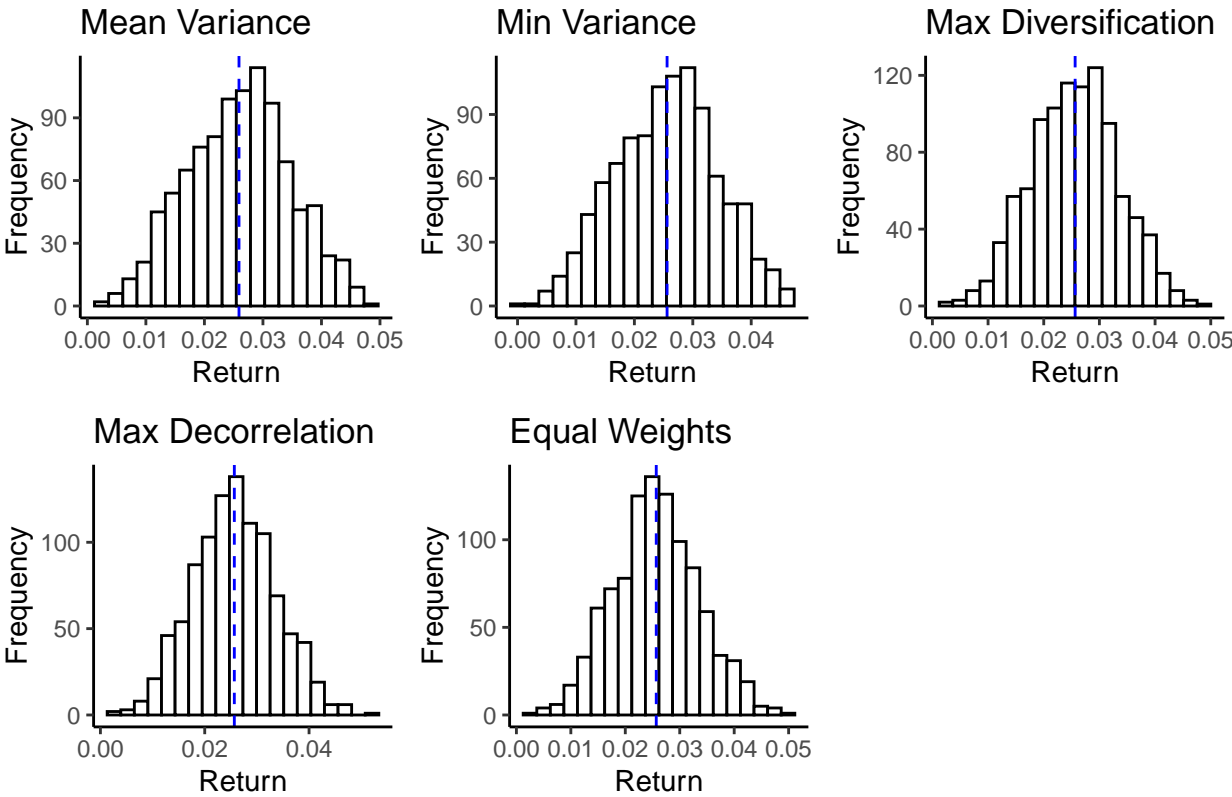 Mean Variance
Frequency
90
60
30
0
0.00 0.01 0.02 0.03 0.04 0.05
Return
Min Variance
Frequency
90
60
30
0
0.00 0.01 0.02 0.03 0.04
Return
Max Diversification
Frequency
120
80
40
0
0.00 0.01 0.02 0.03 0.04 0.05
Return
Max Decorrelation
Frequency
100
50
0
0.00 0.02 0.04
Return
Equal Weights
Frequency
100
50
0
0.00 0.01 0.02 0.03 0.04 0.05
Return